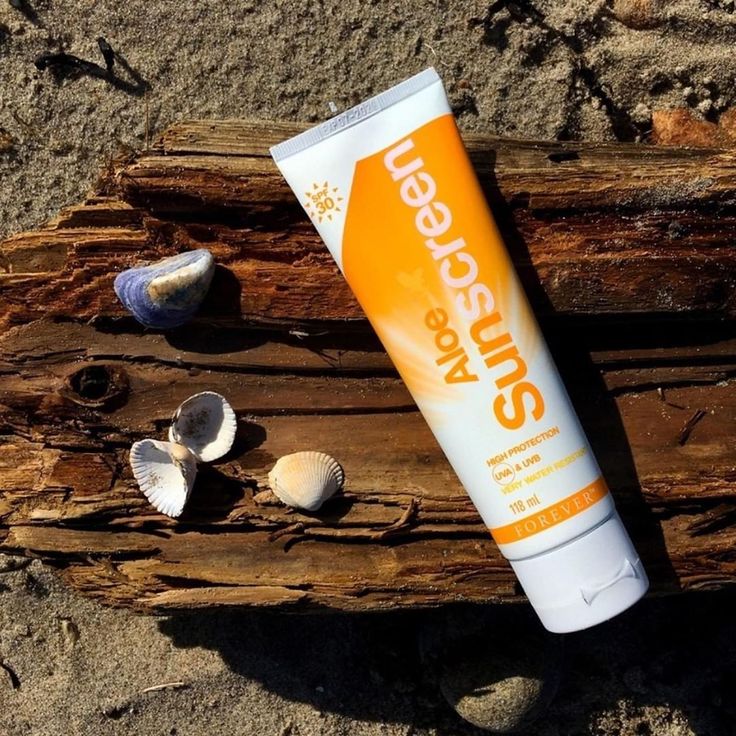 SPF
30
Aloe
Sunscreen
HIGH PROTECTION
UVA & UVB
VERY WATER RESISTANT
118 ml
FOREVER